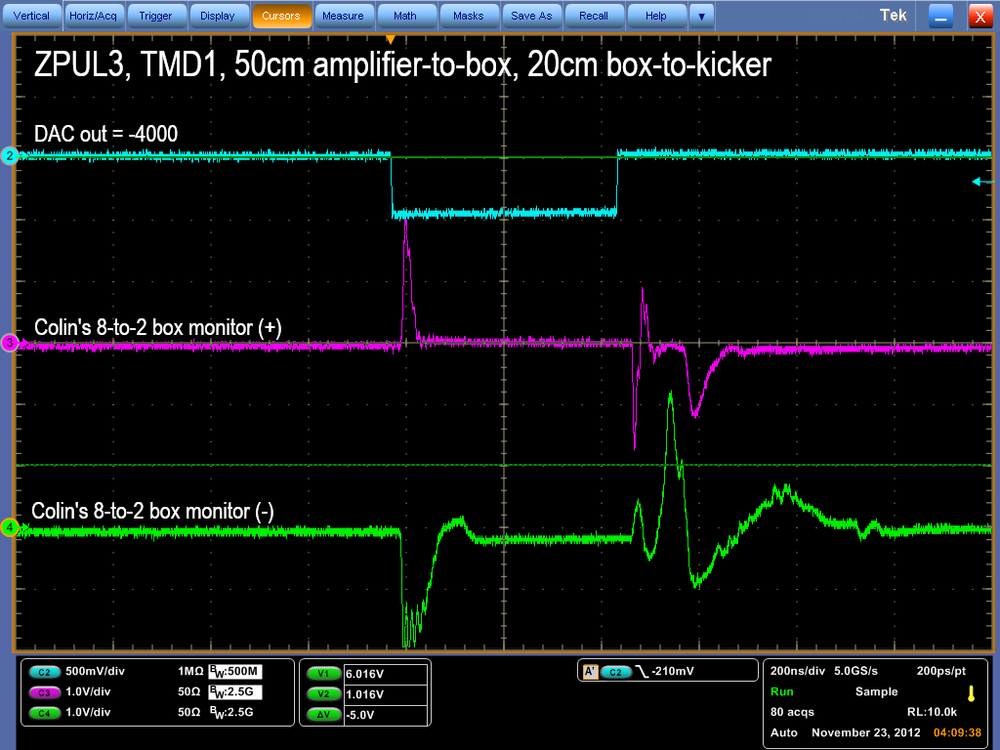 Vertical Horiz/Acq Trigger Display Cursors Measure Math Masks Save As Recall Help Tek X
ZPUL3, TMD1, 50cm amplifier-to-box, 20cm box-to-kicker
DAC out = -4000
2
Colin's 8-to-2 box monitor (+)
3
Colin's 8-to-2 box monitor (-)
4
C2 500mV/div 1MΩ BW:500M
C3 1.0V/div 50Ω BW:2.5G
C4 1.0V/div 50Ω BW:2.5G
V1 6.016V
V2 1.016V
ΔV -5.0V
A' C2 -210mV
200ns/div 5.0GS/s 200ps/pt
Run Sample
80 acqs RL:10.0k
Auto November 23, 2012 04:09:38